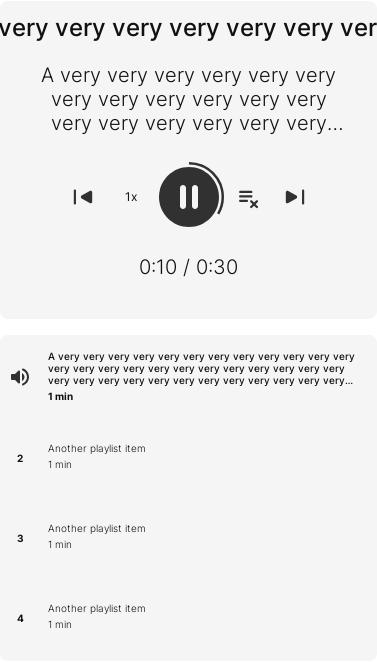 very very very very very very ver
A very very very very very very
very very very very very very
very very very very very very...
1x
0:10 / 0:30
A very very very very very very very very very very very very
very very very very very very very very very very very very
very very very very very very very very very very very very...
1 min
2
Another playlist item
1 min
3
Another playlist item
1 min
4
Another playlist item
1 min